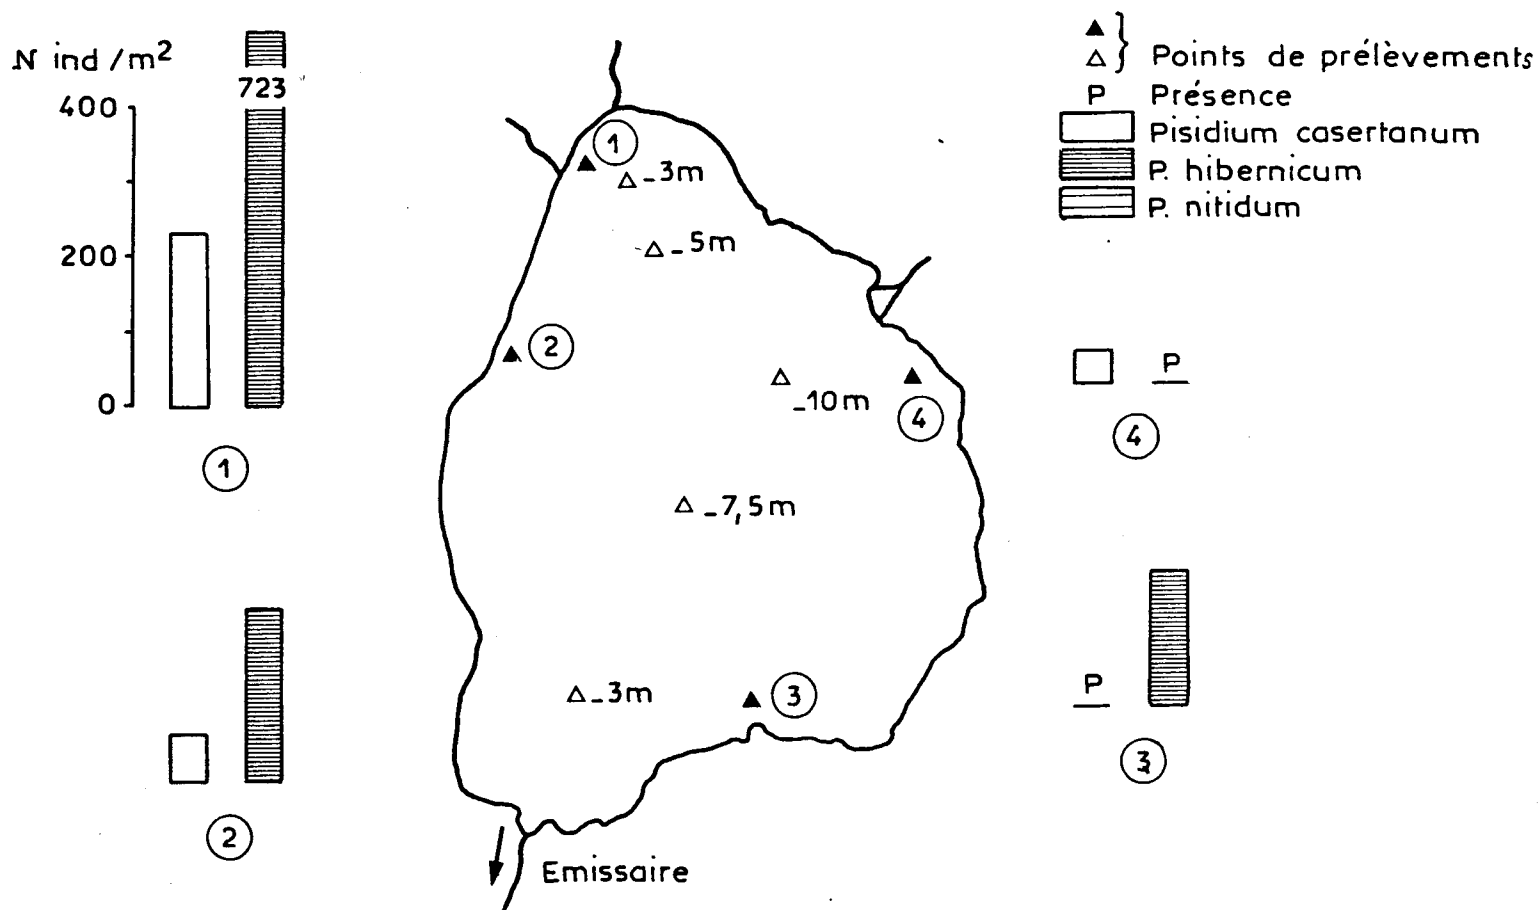 N ind /m²
723
400
200
0
1
2
Points de prélèvements
P Présence
Pisidium casertanum
P. hibernicum
P. nitidum
1
-3m
-5m
2
-10m
4
-7,5m
-3m
3
Emissaire
P
4
P
3